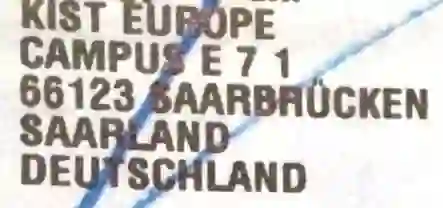 KIST EUROPE
CAMPUS E 7 1
66123 SAARBRÜCKEN
SAARLAND
DEUTSCHLAND